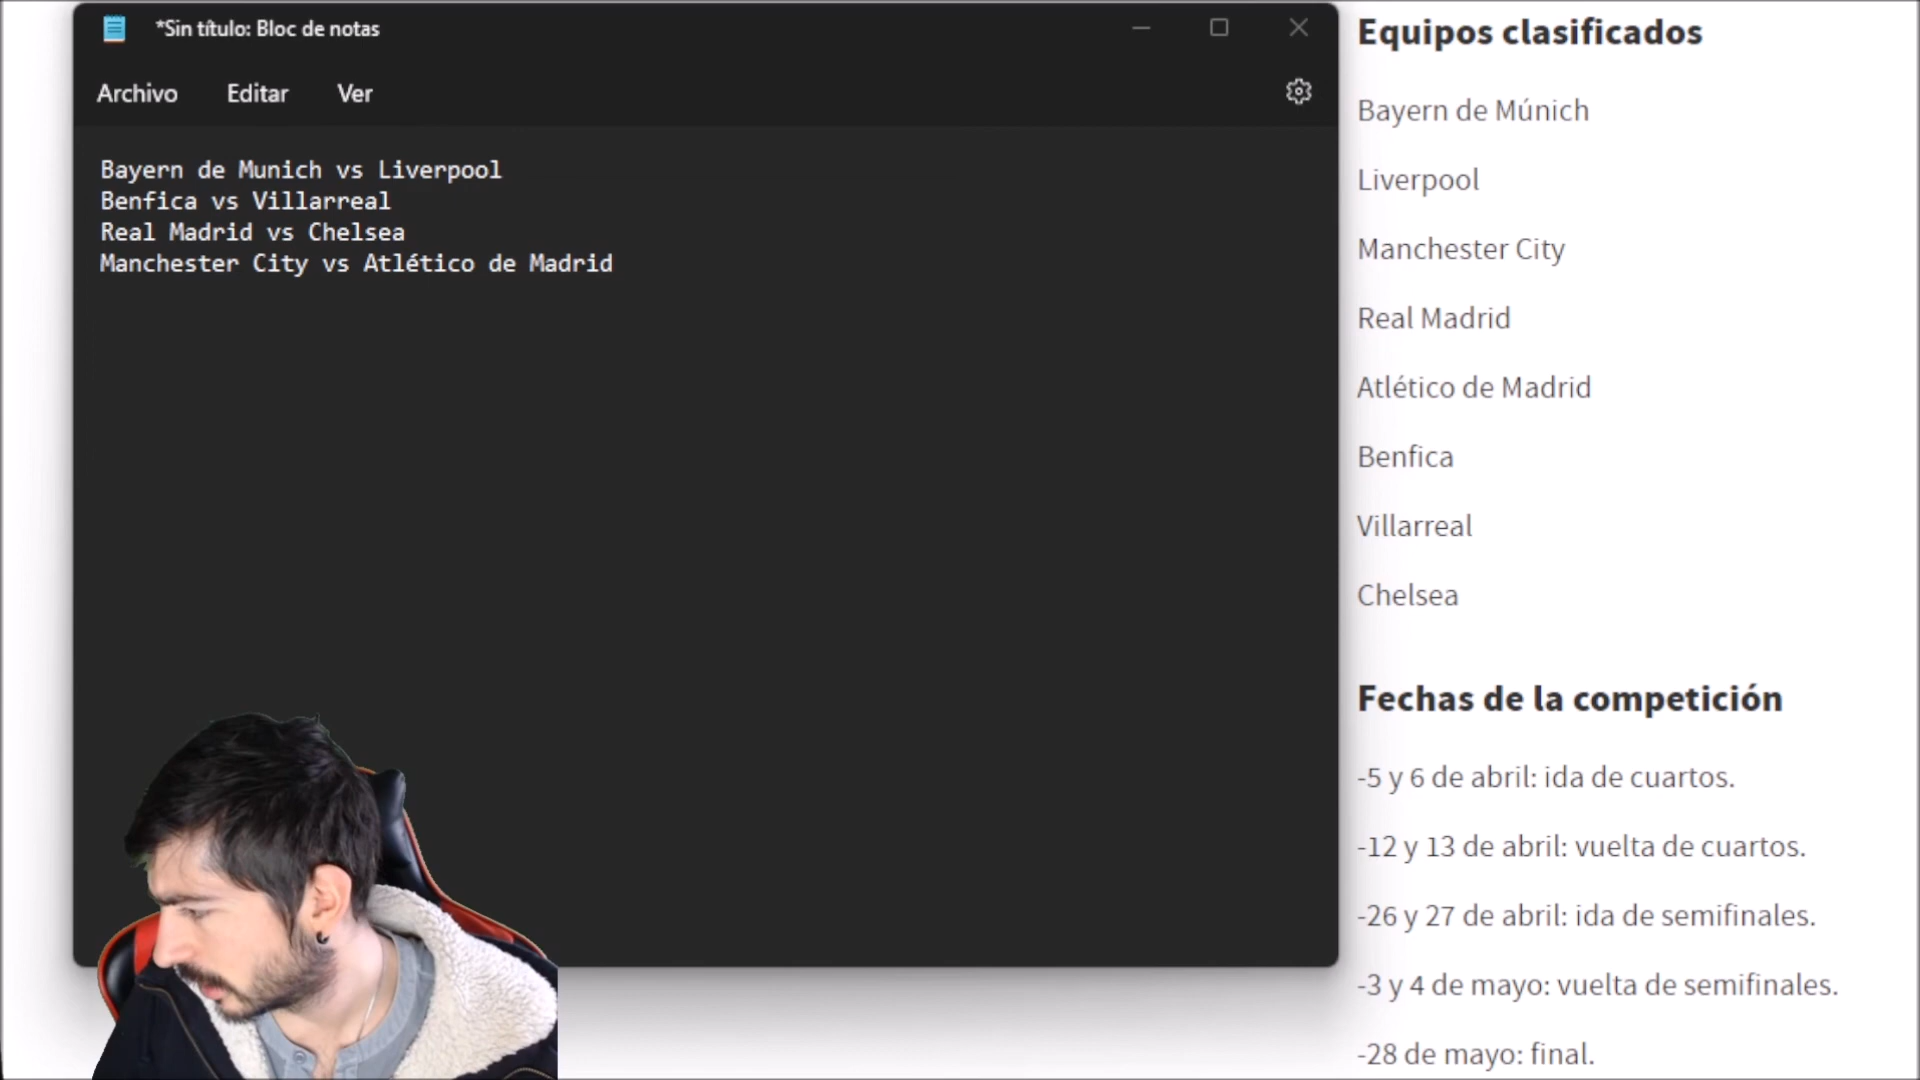 *Sin título: Bloc de notas
Archivo Editar Ver
Bayern de Munich vs Liverpool
Benfica vs Villarreal
Real Madrid vs Chelsea
Manchester City vs Atlético de Madrid
Equipos clasificados
Bayern de Múnich
Liverpool
Manchester City
Real Madrid
Atlético de Madrid
Benfica
Villarreal
Chelsea
Fechas de la competición
-5 y 6 de abril: ida de cuartos.
-12 y 13 de abril: vuelta de cuartos.
-26 y 27 de abril: ida de semifinales.
-3 y 4 de mayo: vuelta de semifinales.
-28 de mayo: final.